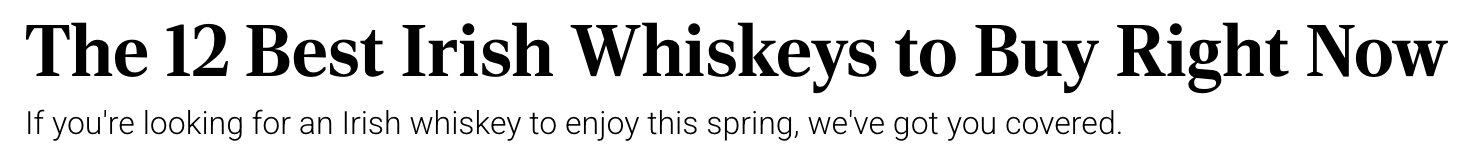 The 12 Best Irish Whiskeys to Buy Right Now
If you're looking for an Irish whiskey to enjoy this spring, we've got you covered.